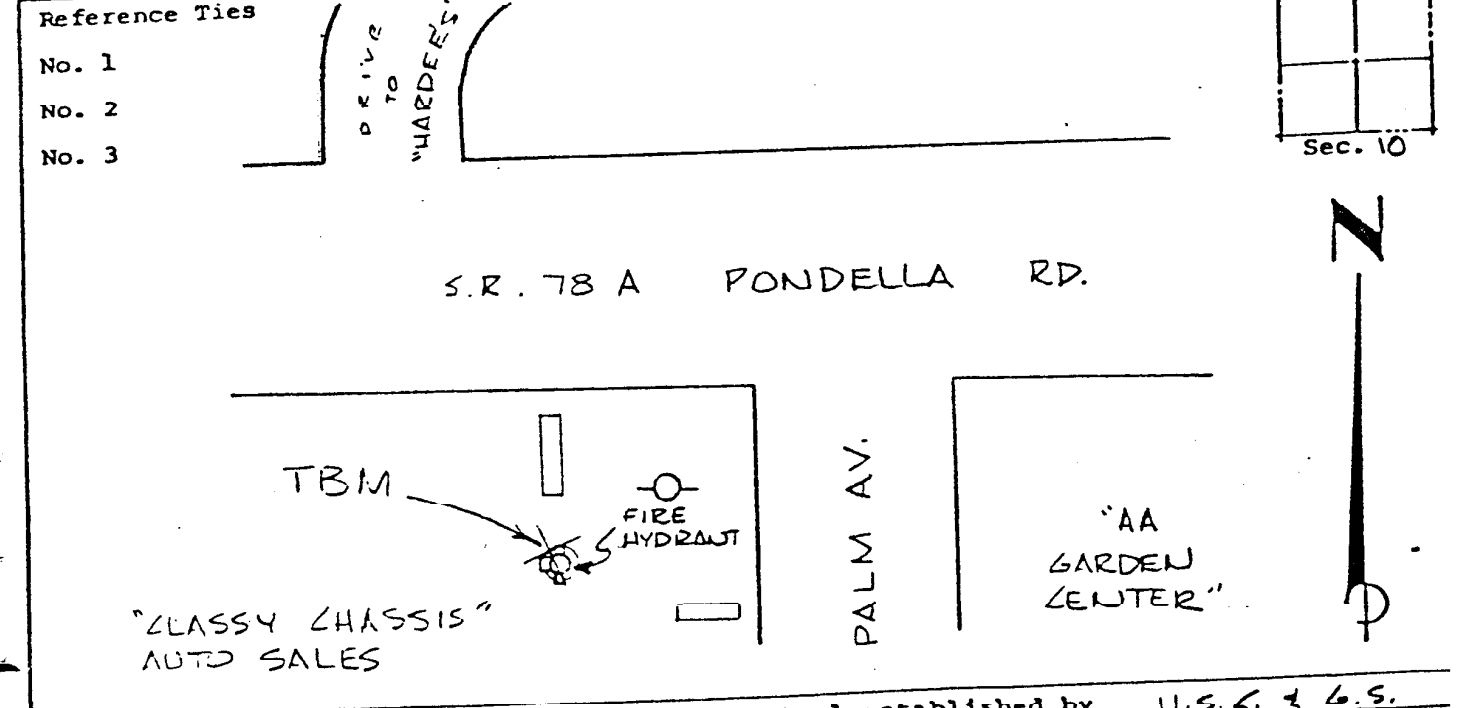 Reference Ties
No. 1
No. 2
No. 3
DRIVE
TO
"HARDEE'S"
Sec. 10
N
S.R. 78 A PONDELLA RD.
TBM
FIRE
HYDRANT
PALM AV.
"AA
GARDEN
CENTER"
"CLASSY CHASSIS"
AUTO SALES
established by U.S.C. & G.S.